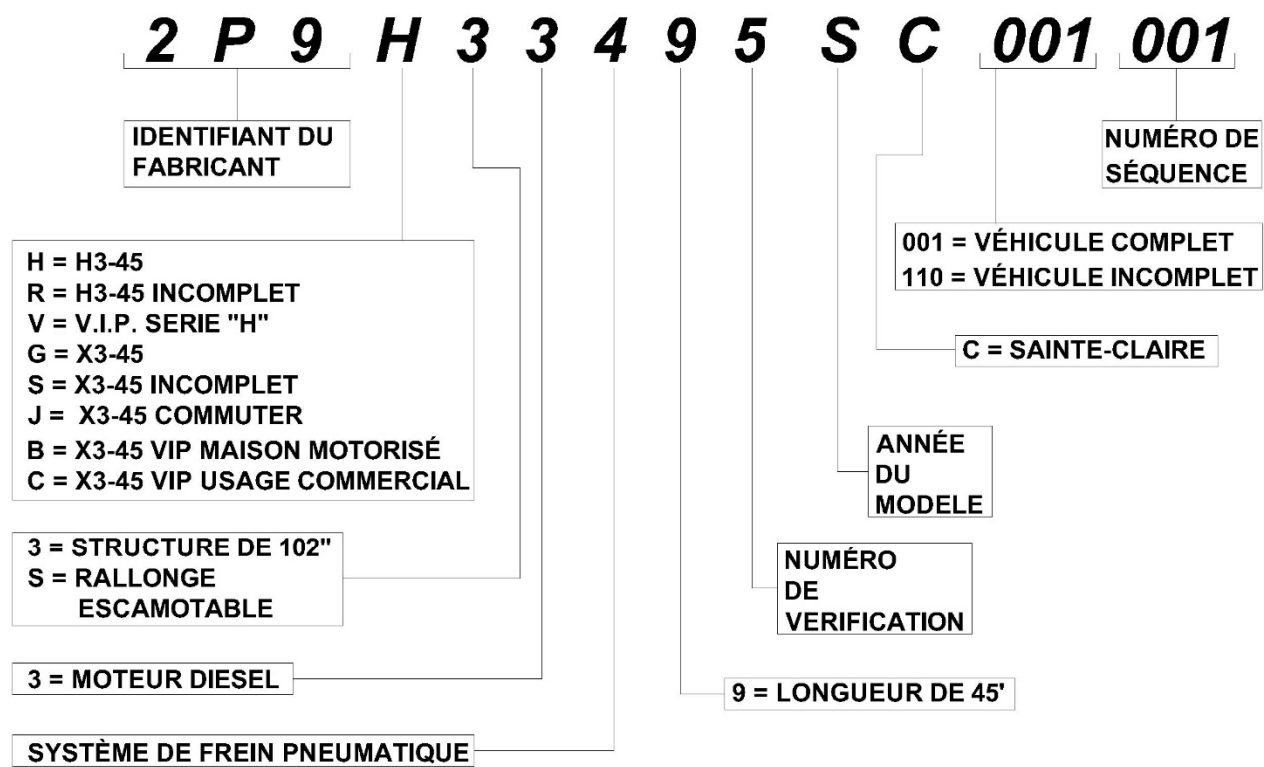 2 P 9 H 3 3 4 9 5 S C 001 001
IDENTIFIANT DU
FABRICANT
NUMÉRO DE
SÉQUENCE
001 = VÉHICULE COMPLET
110 = VÉHICULE INCOMPLET
H = H3-45
R = H3-45 INCOMPLET
V = V.I.P. SERIE "H"
G = X3-45
S = X3-45 INCOMPLET
J = X3-45 COMMUTER
B = X3-45 VIP MAISON MOTORISÉ
C = X3-45 VIP USAGE COMMERCIAL
C = SAINTE-CLAIRE
ANNÉE
DU
MODELE
3 = STRUCTURE DE 102"
S = RALLONGE
ESCAMOTABLE
NUMÉRO
DE
VERIFICATION
3 = MOTEUR DIESEL
9 = LONGUEUR DE 45'
SYSTÈME DE FREIN PNEUMATIQUE